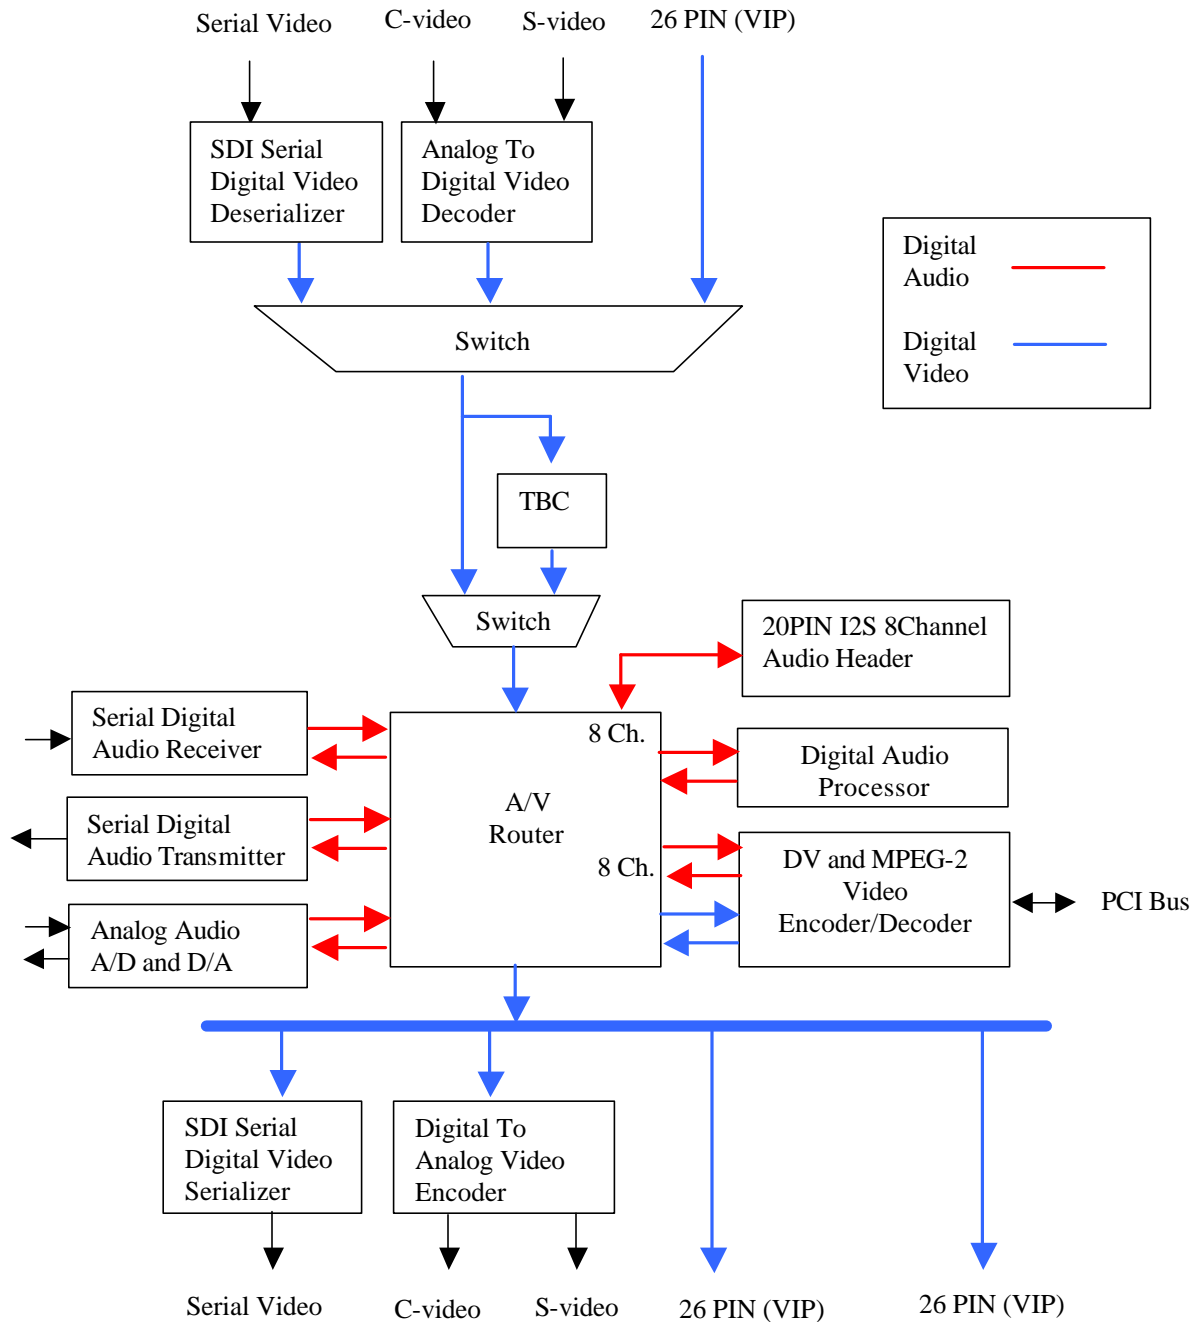 Serial Video
C-video
S-video
26 PIN (VIP)
SDI Serial
Digital Video
Deserializer
Analog To
Digital Video
Decoder
Digital
Audio
Digital
Video
Switch
TBC
Switch
20PIN I2S 8Channel
Audio Header
Serial Digital
Audio Receiver
8 Ch.
Digital Audio
Processor
A/V
Router
Serial Digital
Audio Transmitter
8 Ch.
DV and MPEG-2
Video
Encoder/Decoder
PCI Bus
Analog Audio
A/D and D/A
SDI Serial
Digital Video
Serializer
Digital To
Analog Video
Encoder
Serial Video
C-video
S-video
26 PIN (VIP)
26 PIN (VIP)